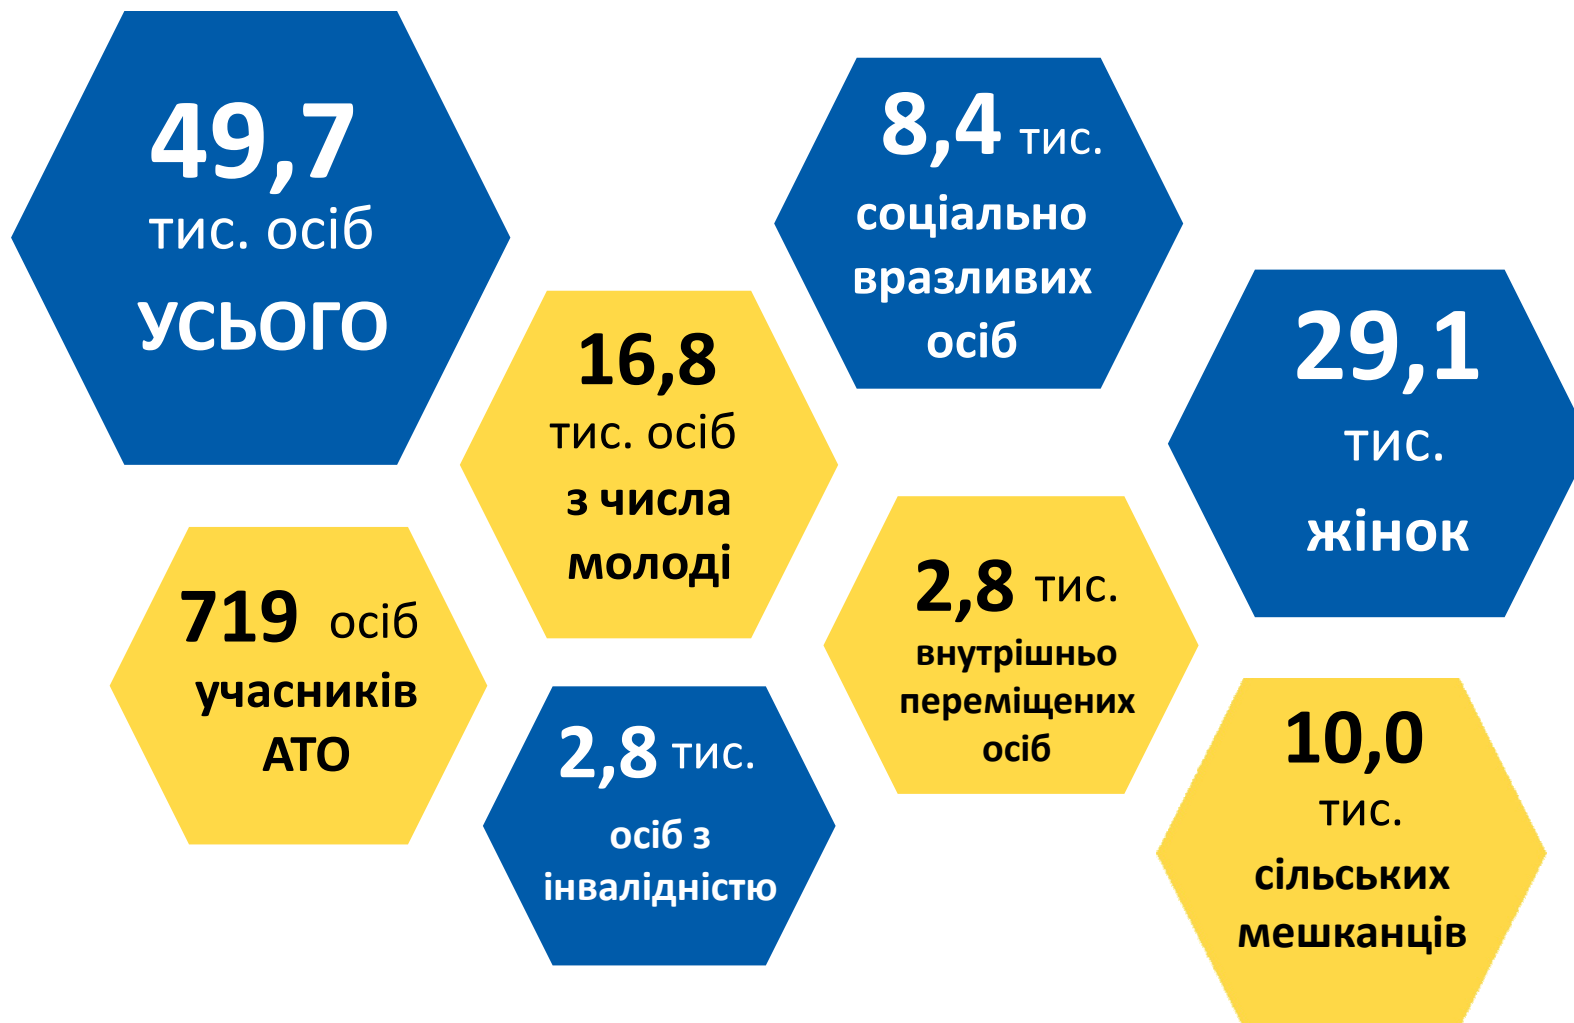 49,7
тис. осіб
УСЬОГО
8,4 тис.
соціально
вразливих
осіб
16,8
тис. осіб
з числа
молоді
29,1
тис.
жінок
719 осіб
учасників
АТО
2,8 тис.
внутрішньо
переміщених
осіб
2,8 тис.
осіб з
інвалідністю
10,0
тис.
сільських
мешканців